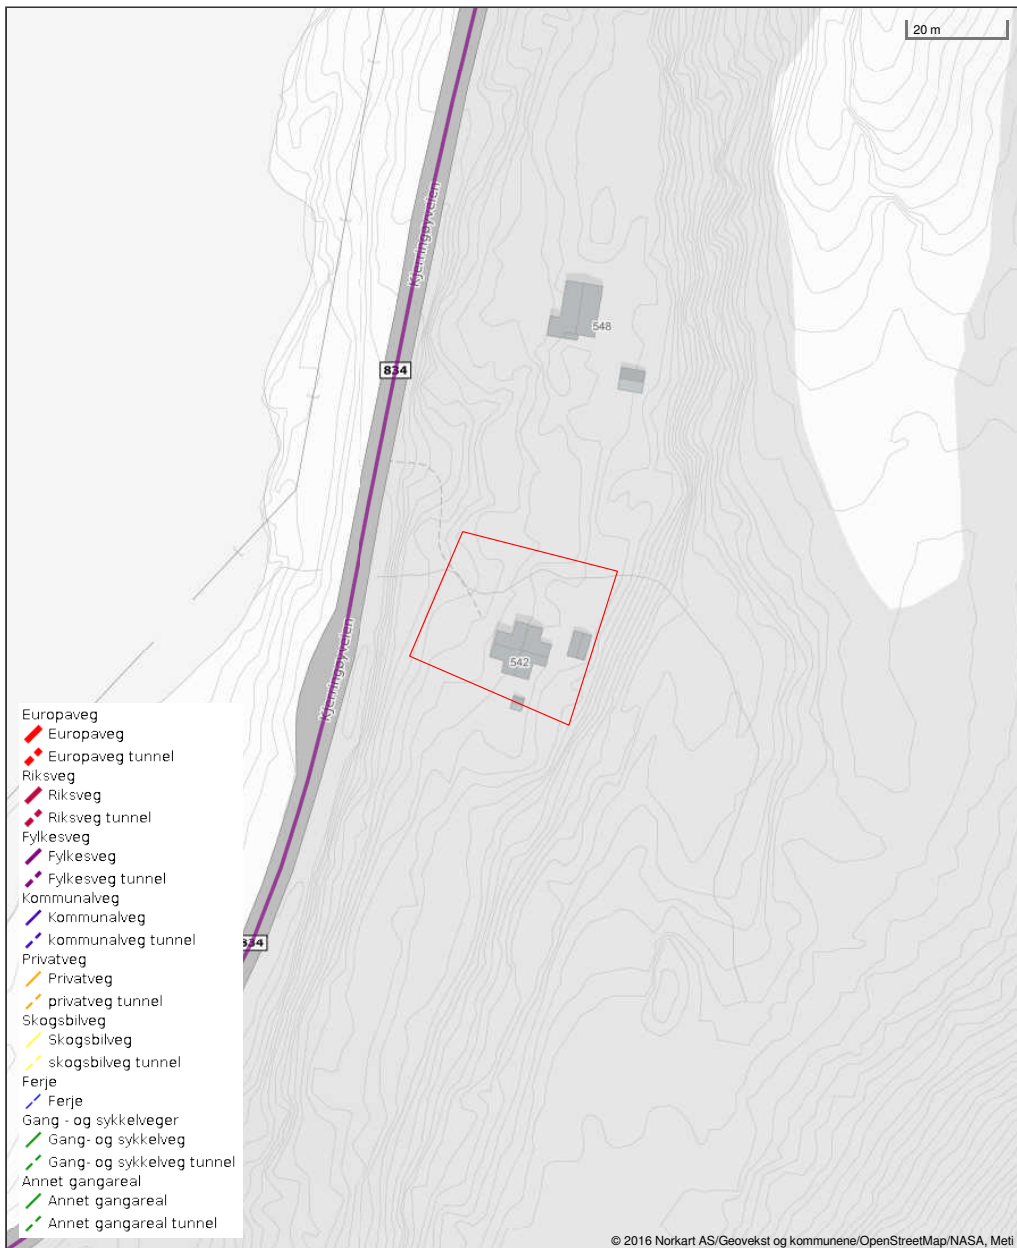 20 m
Kjerringøyveien
548
834
542
Kjerringøyveien
Europaveg
Europaveg
Europaveg tunnel
Riksveg
Riksveg
Riksveg tunnel
Fylkesveg
Fylkesveg
Fylkesveg tunnel
Kommunalveg
Kommunalveg
kommunalveg tunnel
834
Privatveg
Privatveg
privatveg tunnel
Skogsbilveg
Skogsbilveg
skogsbilveg tunnel
Ferje
Ferje
Gang - og sykkelveger
Gang- og sykkelveg
Gang- og sykkelveg tunnel
Annet gangareal
Annet gangareal
Annet gangareal tunnel
© 2016 Norkart AS/Geovekst og kommunene/OpenStreetMap/NASA, Meti